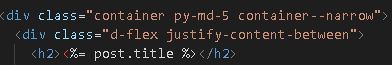 <div class="container py-md-5 container--narrow">
<div class="d-flex justify-content-between">
<h2><%= post.title %></h2>